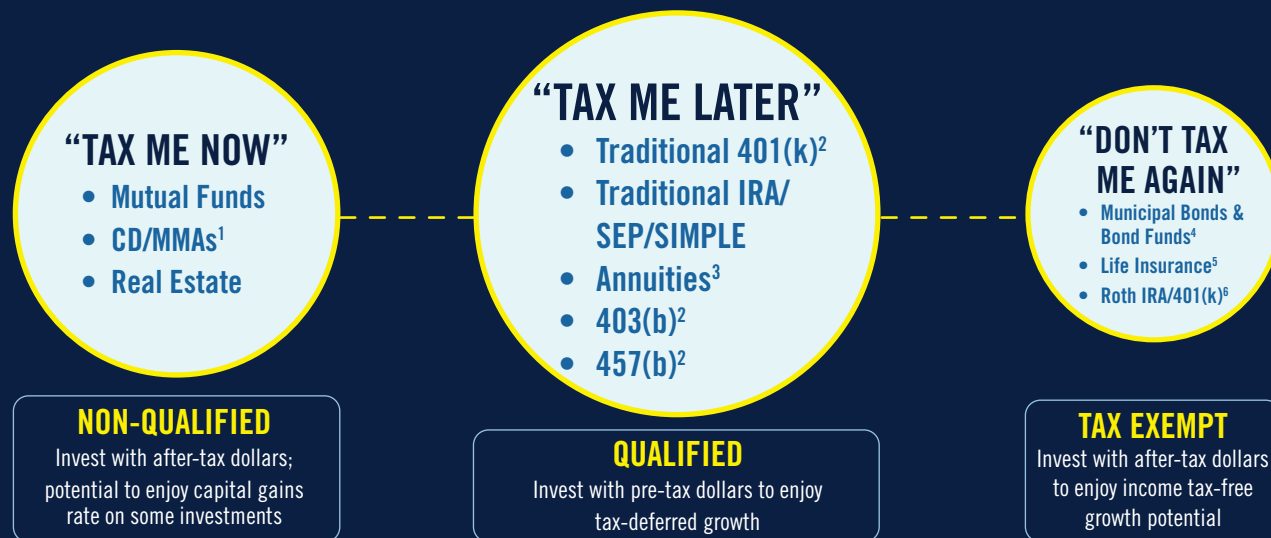 “TAX ME NOW”
• Mutual Funds
• CD/MMAs¹
• Real Estate
NON-QUALIFIED
Invest with after-tax dollars;
potential to enjoy capital gains
rate on some investments
“TAX ME LATER”
• Traditional 401(k)²
• Traditional IRA/
SEP/SIMPLE
• Annuities³
• 403(b)²
• 457(b)²
QUALIFIED
Invest with pre-tax dollars to enjoy
tax-deferred growth
“DON’T TAX
ME AGAIN”
• Municipal Bonds &
Bond Funds⁴
• Life Insurance⁵
• Roth IRA/401(k)⁶
TAX EXEMPT
Invest with after-tax dollars
to enjoy income tax-free
growth potential